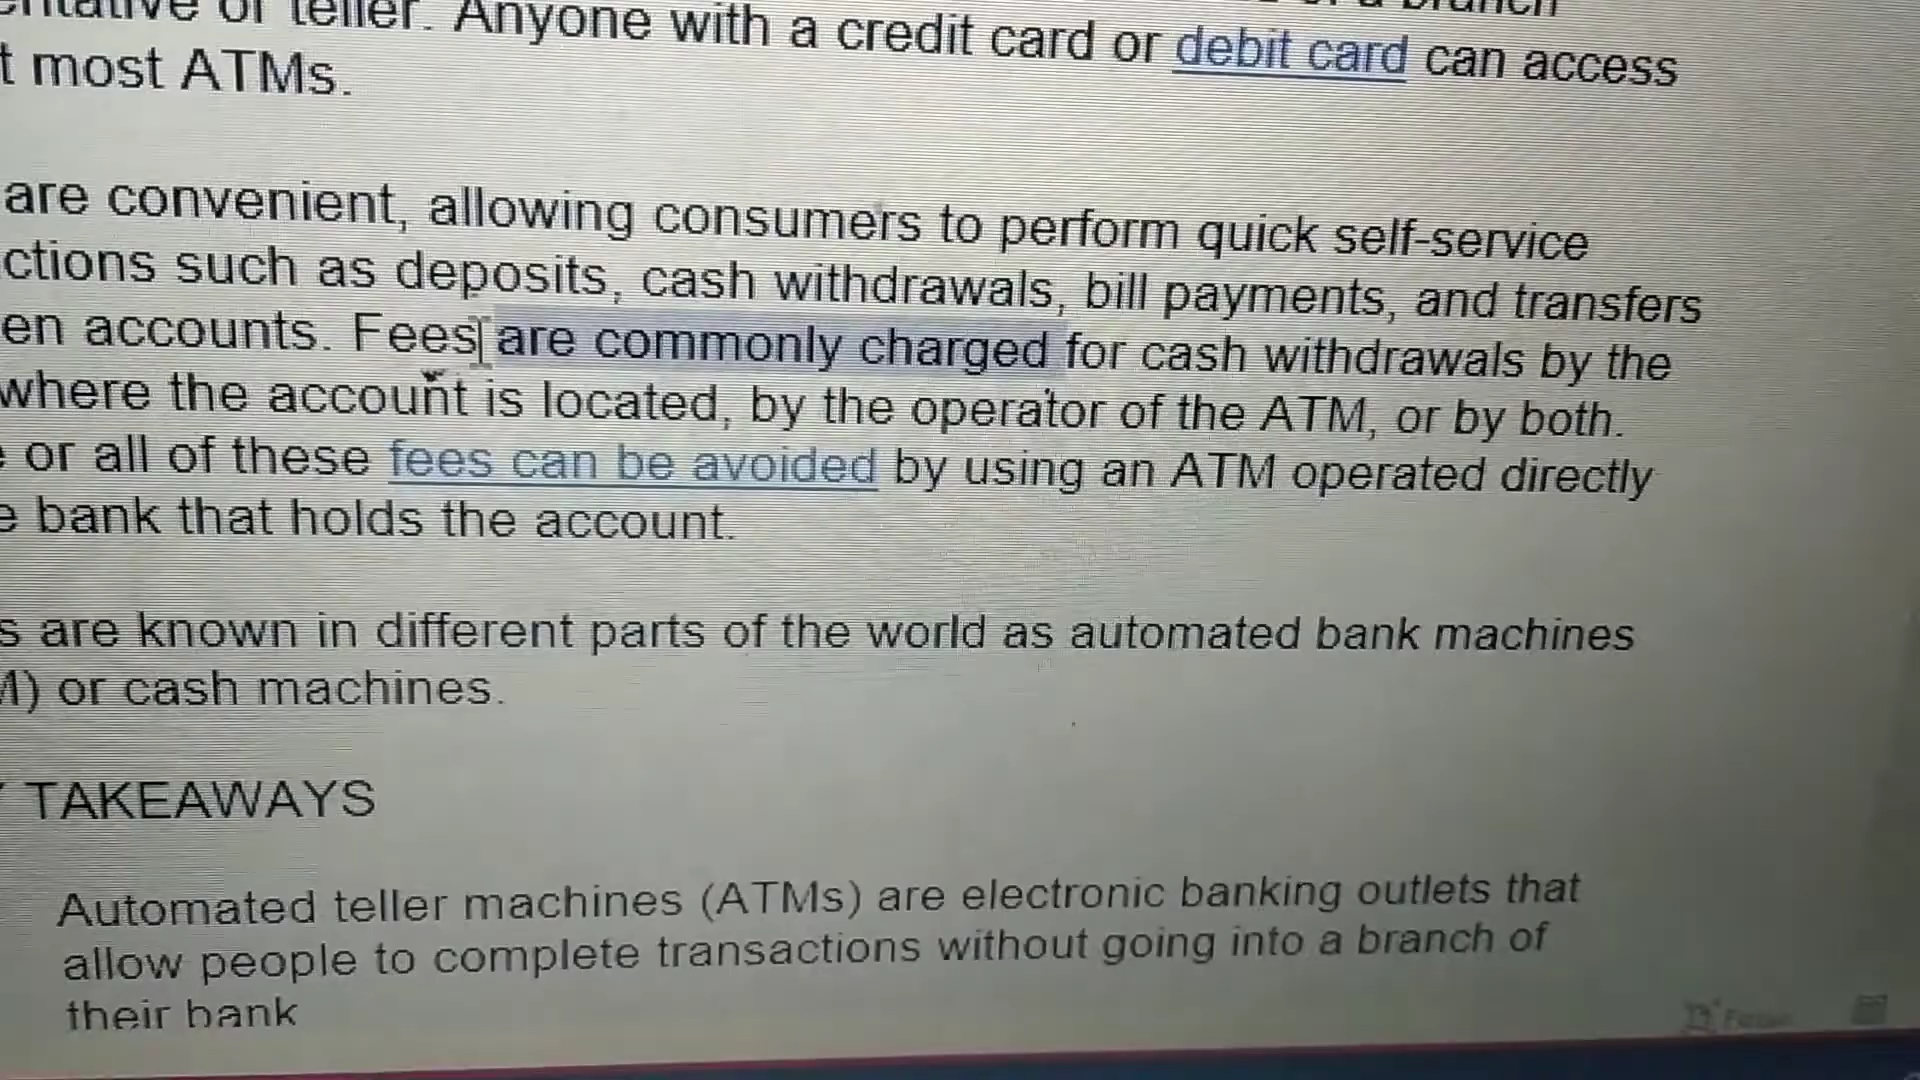 or teller. Anyone with a credit card or debit card can access
most ATMs.
are convenient, allowing consumers to perform quick self-service
ctions such as deposits, cash withdrawals, bill payments, and transfers
en accounts. Fees are commonly charged for cash withdrawals by the
where the account is located, by the operator of the ATM, or by both.
or all of these fees can be avoided by using an ATM operated directly
bank that holds the account.
s are known in different parts of the world as automated bank machines
) or cash machines.
TAKEAWAYS
Automated teller machines (ATMs) are electronic banking outlets that
allow people to complete transactions without going into a branch of
their bank